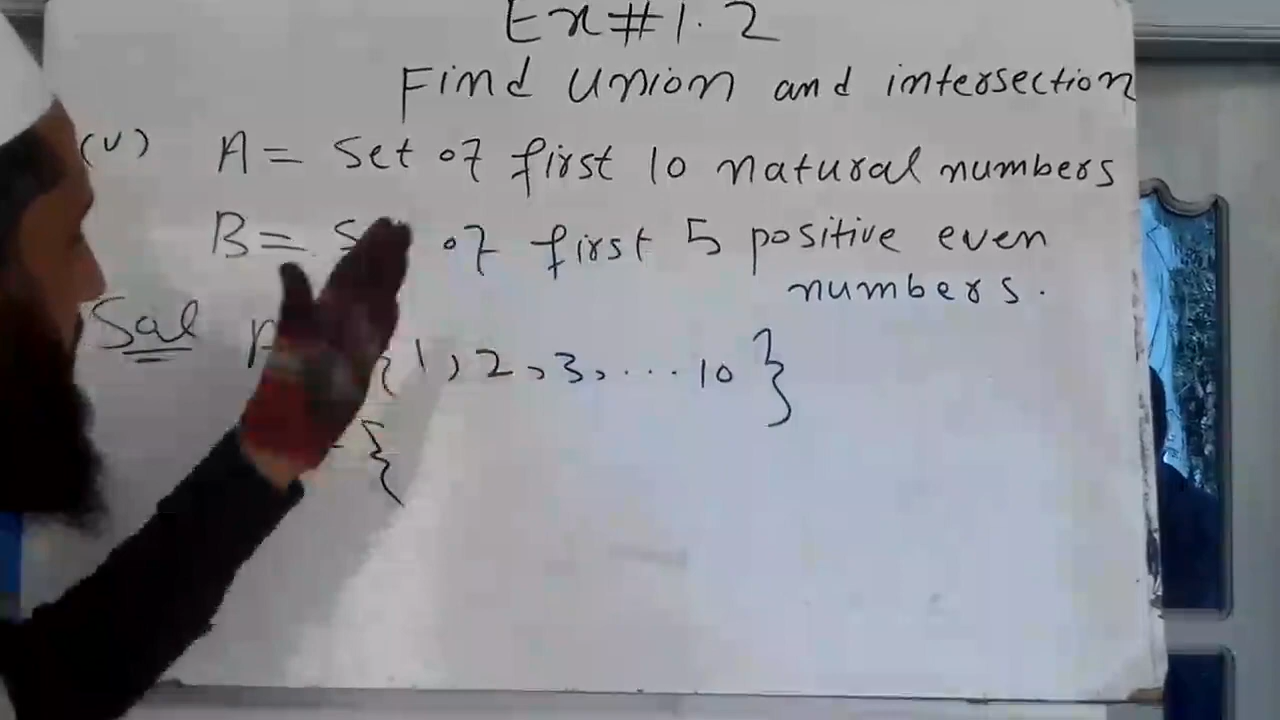 Ex#1.2
Find union and intersection
(v) A = Set of first 10 natural numbers
B = of first 5 positive even
numbers.
Sol {1, 2, 3, ... 10}
{